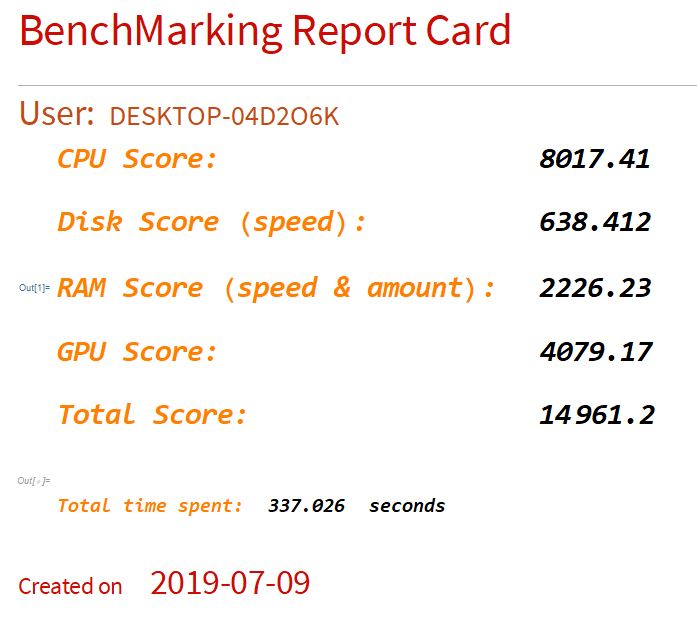 BenchMarking Report Card
User: DESKTOP-04D2O6K
CPU Score: 8017.41
Disk Score (speed): 638.412
Out[1]= RAM Score (speed & amount): 2226.23
GPU Score: 4079.17
Total Score: 14961.2
Out[◦]=
Total time spent: 337.026 seconds
Created on 2019-07-09